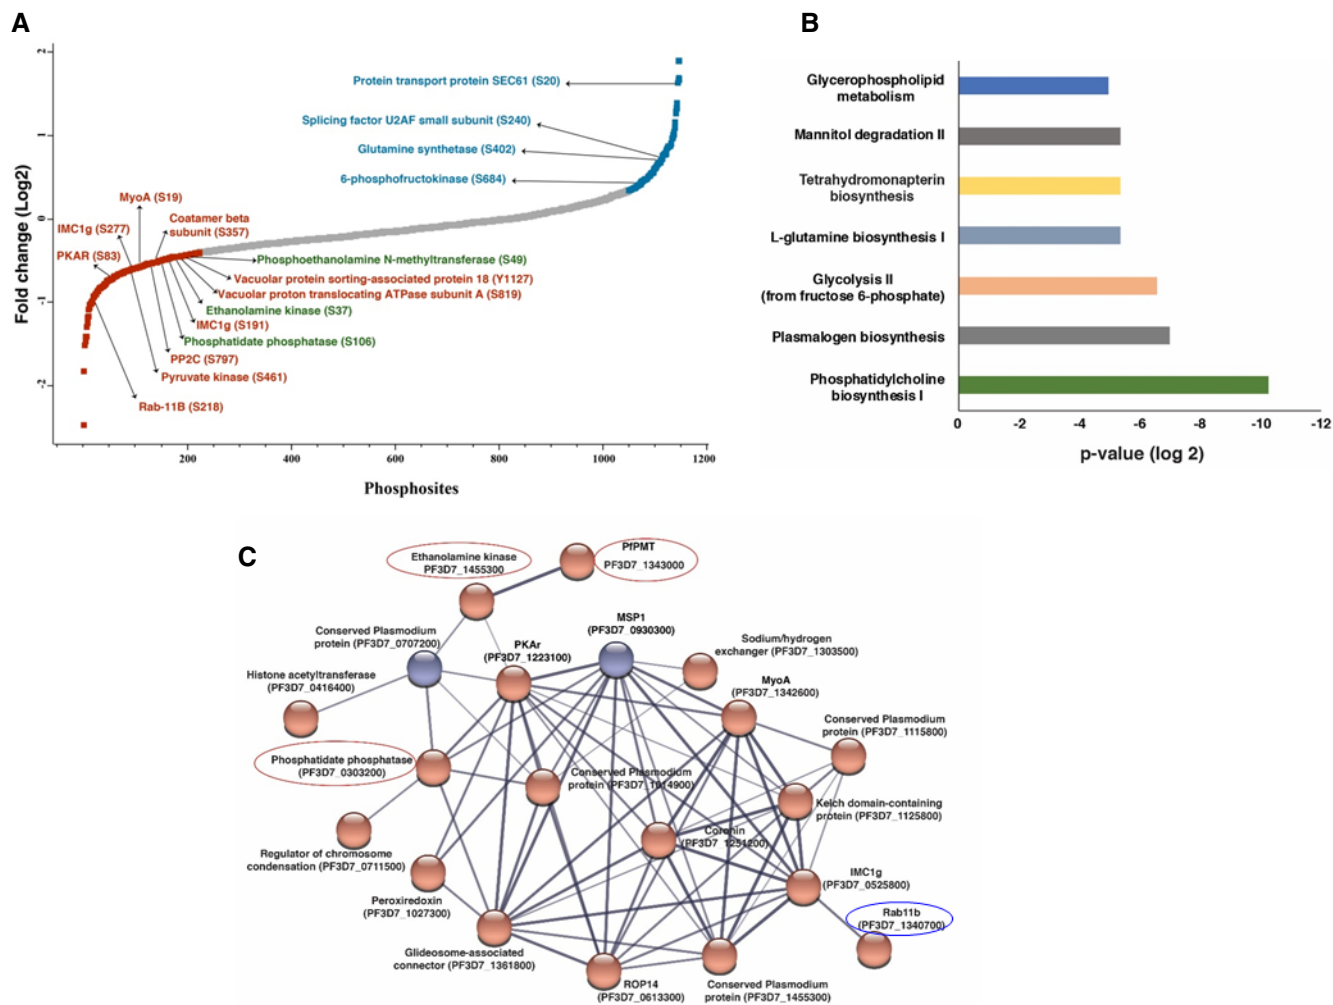 A
Fold change (Log2)
2
1
0
-1
-2
Protein transport protein SEC61 (S20)
Splicing factor U2AF small subunit (S240)
Glutamine synthetase (S402)
6-phosphofructokinase (S684)
MyoA (S19)
Coatamer beta
subunit (S357)
IMC1g (S277)
PKAR (S83)
Phosphoethanolamine N-methyltransferase (S49)
Vacuolar protein sorting-associated protein 18 (Y1127)
Vacuolar proton translocating ATPase subunit A (S819)
Ethanolamine kinase (S37)
IMC1g (S191)
Phosphatidate phosphatase (S106)
PP2C (S797)
Pyruvate kinase (S461)
Rab-11B (S218)
200 400 600 800 1000 1200
Phosphosites
B
Glycerophospholipid
metabolism
Mannitol degradation II
Tetrahydromonapterin
biosynthesis
L-glutamine biosynthesis I
Glycolysis II
(from fructose 6-phosphate)
Plasmalogen biosynthesis
Phosphatidylcholine
biosynthesis I
0 -2 -4 -6 -8 -10 -12
p-value (log 2)
C
Ethanolamine kinase
PF3D7_1455300
PfPMT
PF3D7_1343000
Conserved Plasmodium
protein (PF3D7_0707200)
PKAr
(PF3D7_1223100)
MSP1
(PF3D7_0930300)
Sodium/hydrogen
exchanger (PF3D7_1303500)
Histone acetyltransferase
(PF3D7_0416400)
MyoA
(PF3D7_1342600)
Conserved Plasmodium
protein (PF3D7_1115800)
Phosphatidate phosphatase
(PF3D7_0303200)
Conserved Plasmodium
protein (PF3D7_1014900)
Kelch domain-containing
protein (PF3D7_1125800)
Coronin
(PF3D7_1251200)
Regulator of chromosome
condensation (PF3D7_0711500)
IMC1g
(PF3D7_0525800)
Peroxiredoxin
(PF3D7_1027300)
Rab11b
(PF3D7_1340700)
Glideosome-associated
connector (PF3D7_1361800)
ROP14
(PF3D7_0613300)
Conserved Plasmodium
protein (PF3D7_1455300)